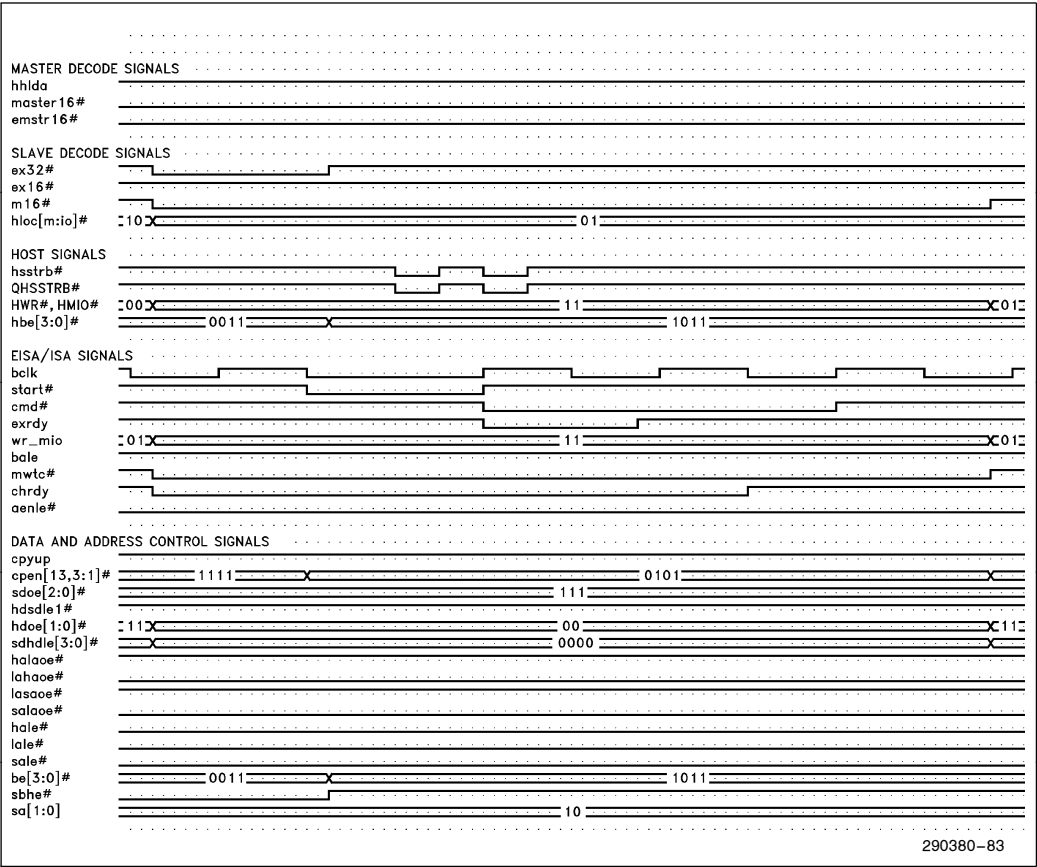 MASTER DECODE SIGNALS
hhlda
master16#
emstr16#
SLAVE DECODE SIGNALS
ex32#
ex16#
m16#
hloc[m:io]# 10 01
HOST SIGNALS
hsstrb#
QHSSTRB#
HWR#,HMIO# 00 11 01
hbe[3:0]# 0011 1011
EISA/ISA SIGNALS
bclk
start#
cmd#
exrdy
wr_mio 01 11 01
bale
mwtc#
chrdy
aenle#
DATA AND ADDRESS CONTROL SIGNALS
cpyup
cpen[13,3:1]# 1111 0101
sdoe[2:0]# 111
hdsdle1#
hdoe[1:0]# 11 00 11
sdhdle[3:0]# 0000
halaoe#
lahaoe#
lasaoe#
salaoe#
hale#
lale#
sale#
be[3:0]# 0011 1011
sbhe#
sa[1:0] 10
290380-83